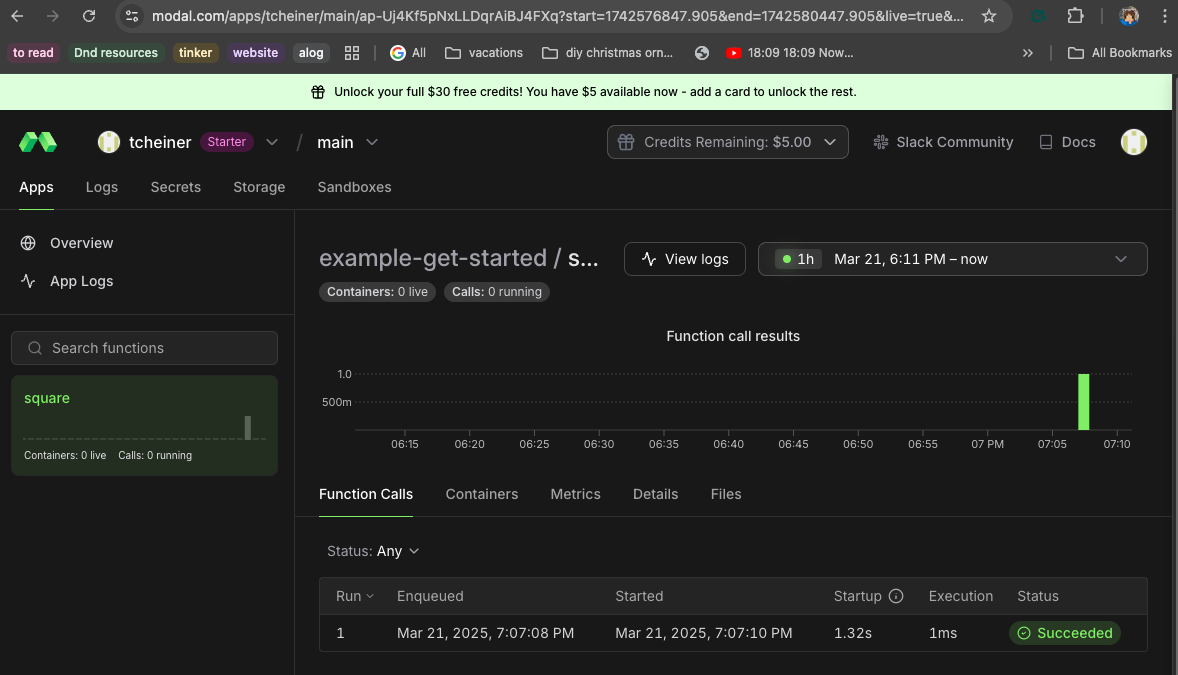 modal.com/apps/tcheiner/main/ap-Uj4Kf5pNxLLDqrAiBJ4FXq?start=1742576847.905&end=1742580447.905&live=true&...
to read Dnd resources tinker website alog All vacations diy christmas orn... 18:09 18:09 Now... » All Bookmarks
Unlock your full $30 free credits! You have $5 available now - add a card to unlock the rest.
tcheiner Starter / main Credits Remaining: $5.00 Slack Community Docs
Apps Logs Secrets Storage Sandboxes
Overview
App Logs
Search functions
square
Containers: 0 live Calls: 0 running
example-get-started / s... View logs 1h Mar 21, 6:11 PM – now
Containers: 0 live Calls: 0 running
Function call results
1.0
500m
06:15 06:20 06:25 06:30 06:35 06:40 06:45 06:50 06:55 07 PM 07:05 07:10
Function Calls Containers Metrics Details Files
Status: Any
Run Enqueued Started Startup Execution Status
1 Mar 21, 2025, 7:07:08 PM Mar 21, 2025, 7:07:10 PM 1.32s 1ms Succeeded